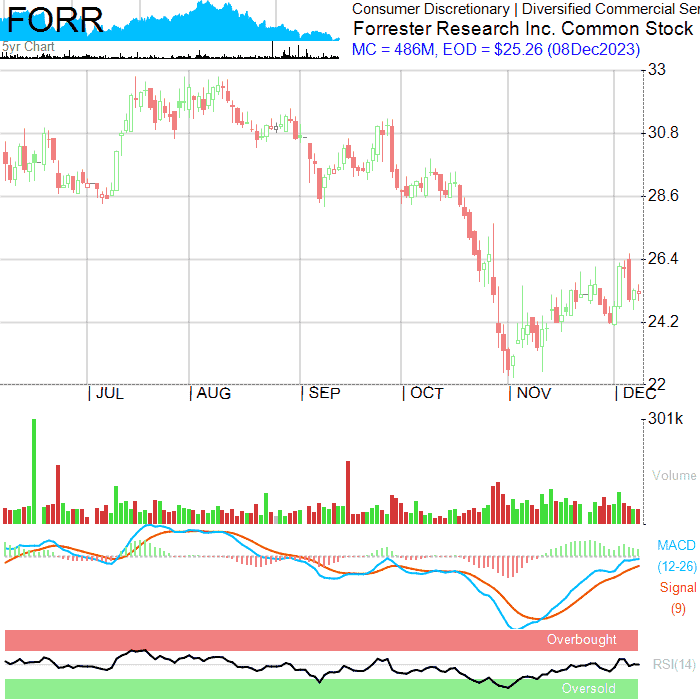 FORR
Consumer Discretionary | Diversified Commercial Ser
Forrester Research Inc. Common Stock
5yr Chart
MC = 486M, EOD = $25.26 (08Dec2023)
33
30.8
28.6
26.4
24.2
22
JUL
AUG
SEP
OCT
NOV
DEC
301k
Volume
MACD
(12-26)
Signal
(9)
Overbought
RSI(14)
Oversold